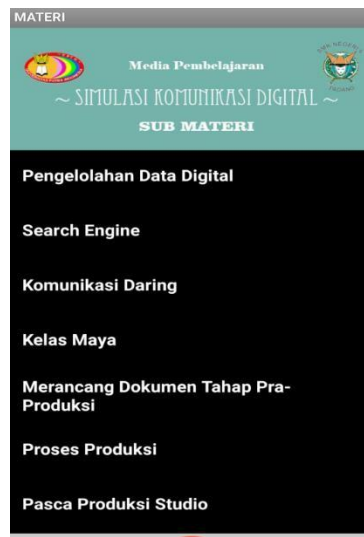 MATERI
Media Pembelajaran
~ SIMULASI KOMUNIKASI DIGITAL ~
SUB MATERI
Pengelolahan Data Digital
Search Engine
Komunikasi Daring
Kelas Maya
Merancang Dokumen Tahap Pra-
Produksi
Proses Produksi
Pasca Produksi Studio